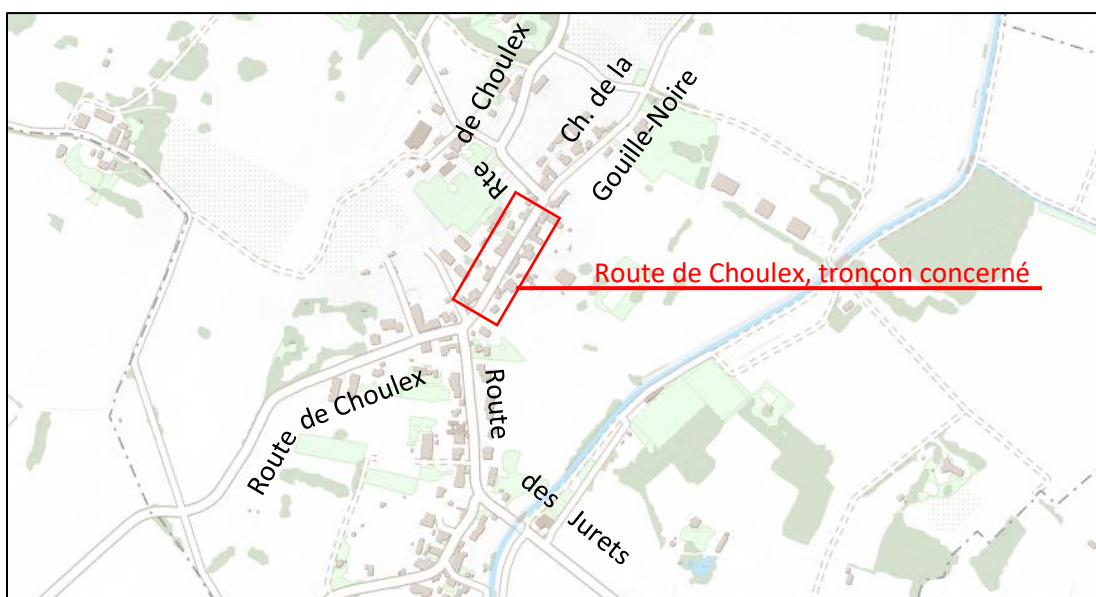 Rte de Choulex
Ch. de la
Gouille-Noire
Route de Choulex, tronçon concerné
Route de Choulex
Route des Jurets